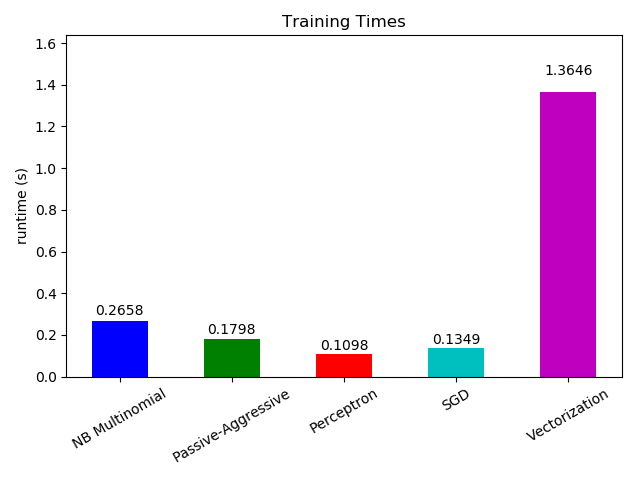 Training Times
runtime (s)
1.6
1.4
1.2
1.0
0.8
0.6
0.4
0.2
0.0
0.2658
0.1798
0.1098
0.1349
1.3646
NB Multinomial
Passive-Aggressive
Perceptron
SGD
Vectorization